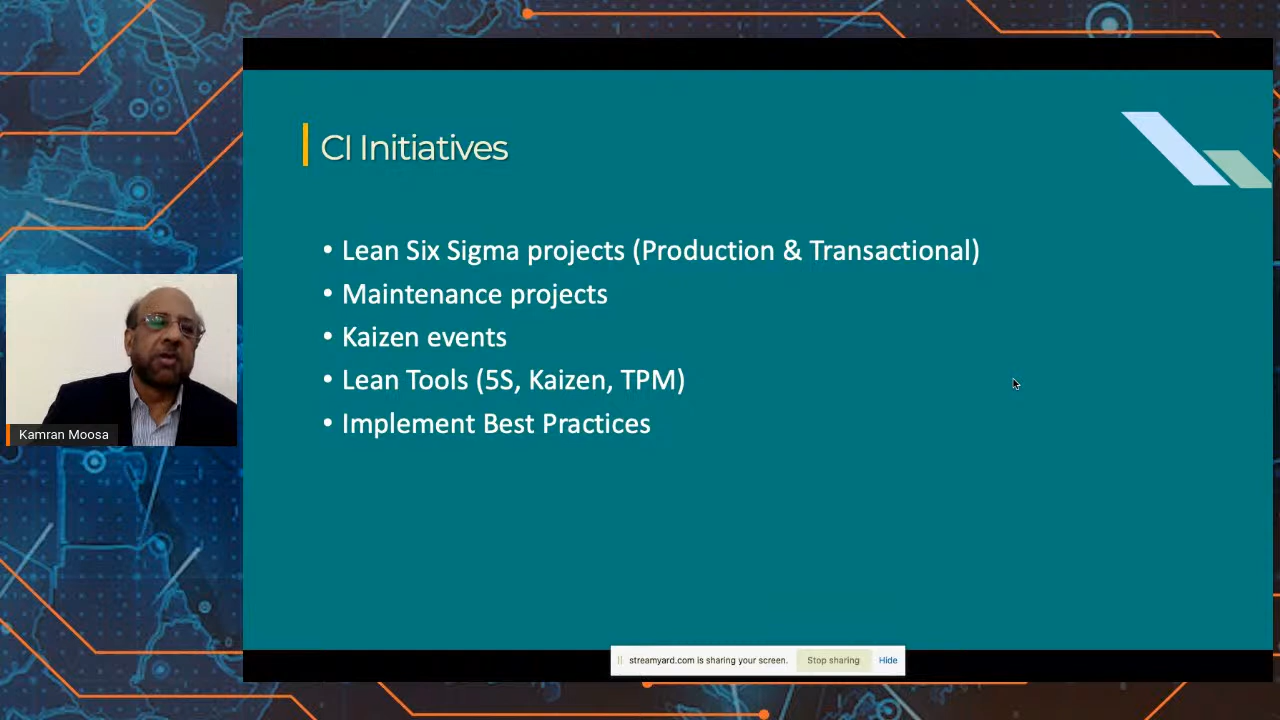 CI Initiatives
• Lean Six Sigma projects (Production & Transactional)
• Maintenance projects
• Kaizen events
• Lean Tools (5S, Kaizen, TPM)
• Implement Best Practices
Kamran Moosa
streamyard.com is sharing your screen. Stop sharing Hide